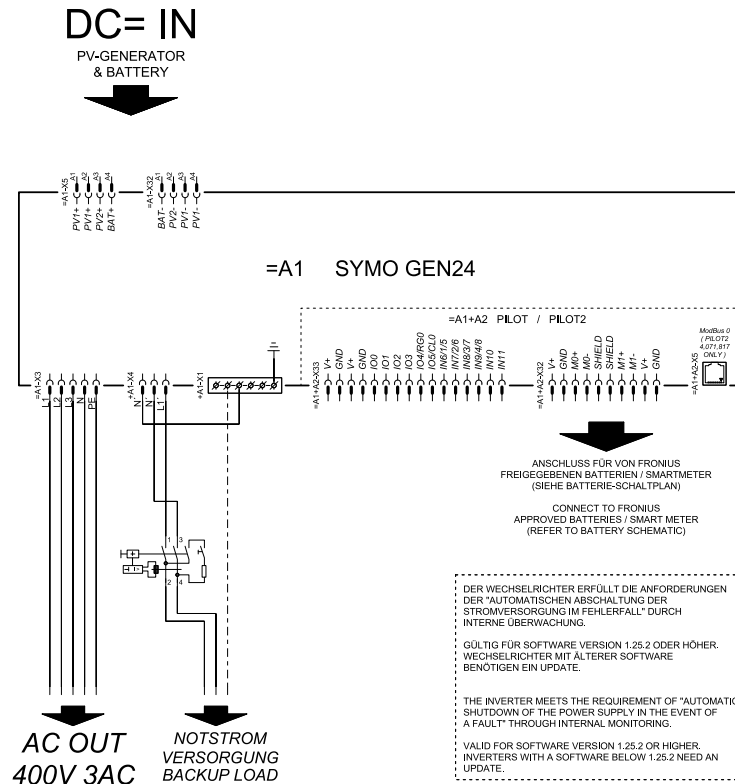 DC= IN
PV-GENERATOR
& BATTERY
=A1-X5
A1
A2
A3
A4
PV1+
PV1+
PV2+
BAT+
=A1-X32
A1
A2
A3
A4
BAT-
PV2-
PV1-
PV1-
=A1 SYMO GEN24
=A1+A2 PILOT / PILOT2
=A1-X3
L1
L2
L3
N
PE
+A1-X4
N'
N'
L1'
+A1-X1
=A1+A2-X33
V+
GND
V+
GND
IO0
IO1
IO2
IO3
IO4/RG0
IO5/CL0
IN6/1/5
IN7/2/6
IN8/3/7
IN9/4/8
IN10
IN11
=A1+A2-X32
V+
GND
M0+
M0-
SHIELD
SHIELD
M1+
M1-
V+
GND
ModBus 0
( PILOT2
4,071,817
ONLY )
=A1+A2-X5
ANSCHLUSS FÜR VON FRONIUS
FREIGEGEBENEN BATTERIEN / SMARTMETER
(SIEHE BATTERIE-SCHALTPLAN)
CONNECT TO FRONIUS
APPROVED BATTERIES / SMART METER
(REFER TO BATTERY SCHEMATIC)
1
3
2
4
DER WECHSELRICHTER ERFÜLLT DIE ANFORDERUNGEN
DER "AUTOMATISCHEN ABSCHALTUNG DER
STROMVERSORGUNG IM FEHLERFALL" DURCH
INTERNE ÜBERWACHUNG.
GÜLTIG FÜR SOFTWARE VERSION 1.25.2 ODER HÖHER.
WECHSELRICHTER MIT ÄLTERER SOFTWARE
BENÖTIGEN EIN UPDATE.
THE INVERTER MEETS THE REQUIREMENT OF "AUTOMATIC
SHUTDOWN OF THE POWER SUPPLY IN THE EVENT OF
A FAULT" THROUGH INTERNAL MONITORING.
VALID FOR SOFTWARE VERSION 1.25.2 OR HIGHER.
INVERTERS WITH A SOFTWARE BELOW 1.25.2 NEED AN
UPDATE.
AC OUT
400V 3AC
NOTSTROM
VERSORGUNG
BACKUP LOAD